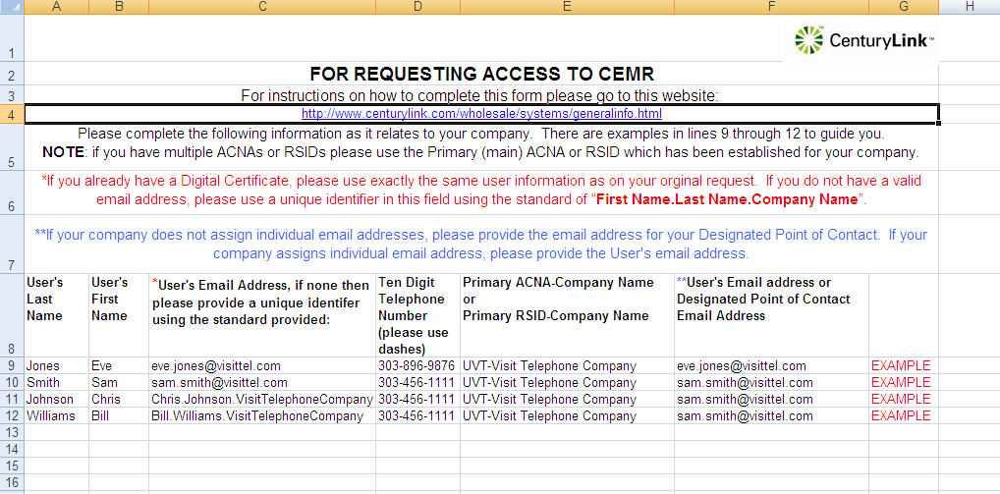 A B C D E F G H
1 CenturyLink™
2 FOR REQUESTING ACCESS TO CEMR
3 For instructions on how to complete this form please go to this website:
4 http://www.centurylink.com/wholesale/systems/generalinfo.html
Please complete the following information as it relates to your company. There are examples in lines 9 through 12 to guide you.
5 NOTE: if you have multiple ACNAs or RSIDs please use the Primary (main) ACNA or RSID which has been established for your company.
*If you already have a Digital Certificate, please use exactly the same user information as on your orginal request. If you do not have a valid
6 email address, please use a unique identifier in this field using the standard of "First Name.Last Name.Company Name".
**If your company does not assign individual email addresses, please provide the email address for your Designated Point of Contact. If your
7 company assigns individual email address, please provide the User's email address.
User's
Last
Name
User's
First
Name
*User's Email Address, if none then
please provide a unique identifer
using the standard provided:
Ten Digit
Telephone
Number
(please use
dashes)
Primary ACNA-Company Name
or
Primary RSID-Company Name
**User's Email address or
Designated Point of Contact
Email Address
8
9 Jones Eve eve.jones@visittel.com 303-896-9876 UVT-Visit Telephone Company eve.jones@visittel.com EXAMPLE
10 Smith Sam sam.smith@visittel.com 303-456-1111 UVT-Visit Telephone Company sam.smith@visittel.com EXAMPLE
11 Johnson Chris Chris.Johnson.VisitTelephoneCompany 303-456-1111 UVT-Visit Telephone Company sam.smith@visittel.com EXAMPLE
12 Williams Bill Bill.Williams.VisitTelephoneCompany 303-456-1111 UVT-Visit Telephone Company sam.smith@visittel.com EXAMPLE
13
14
15
16